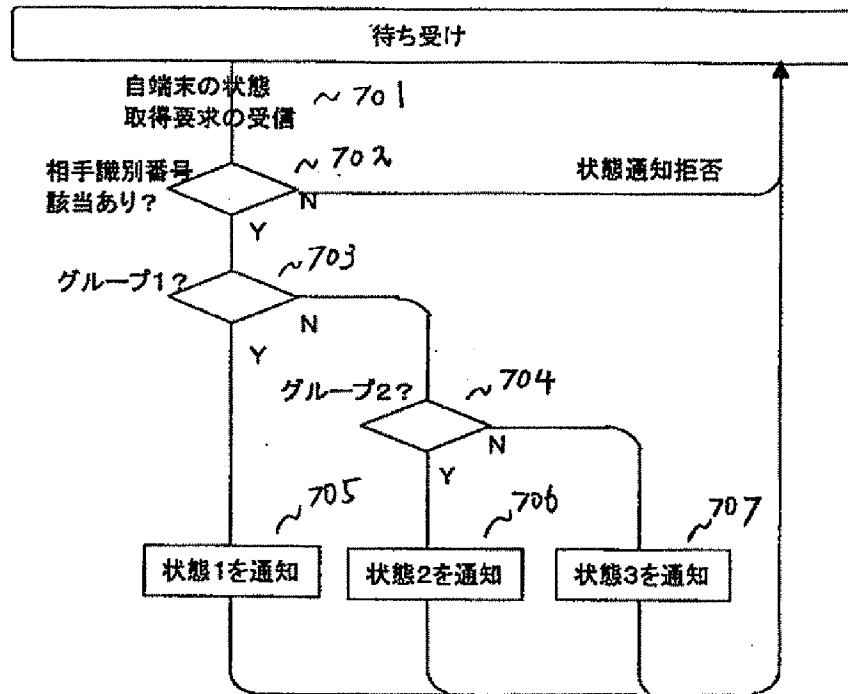 待ち受け
自端末の状態
取得要求の受信
~701
相手識別番号
該当あり?
~702
N
状態通知拒否
Y
グループ1?
~703
N
Y
グループ2?
~704
N
Y
~705
~706
~707
状態1を通知
状態2を通知
状態3を通知